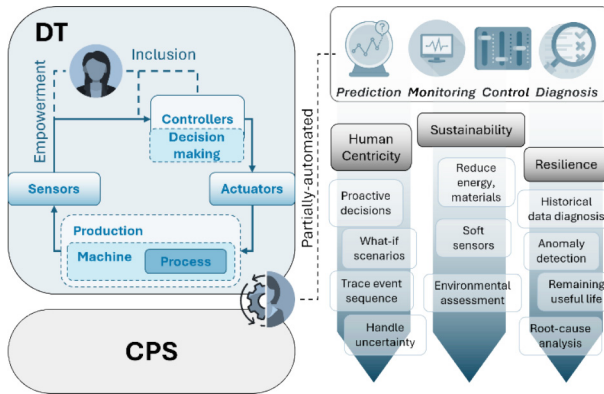 DT
Inclusion
Empowerment
Controllers
Decision
making
Sensors
Actuators
Production
Machine
Process
CPS
Partially-automated
?
Prediction Monitoring Control Diagnosis
Human
Centricity
Proactive
decisions
What-if
scenarios
Trace event
sequence
Handle
uncertainty
Sustainability
Reduce
energy,
materials
Soft
sensors
Environmental
assessment
Resilience
Historical
data diagnosis
Anomaly
detection
Remaining
useful life
Root-cause
analysis